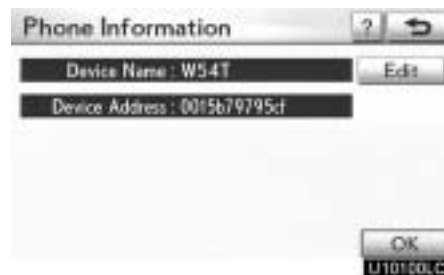 Phone Information ?
Device Name : W54T Edit
Device Address : 0015b79795cf
OK
U10100LC